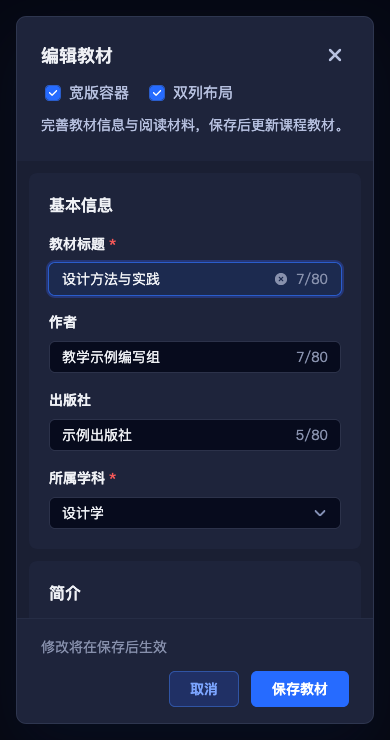 编辑教材
宽版容器 双列布局
完善教材信息与阅读材料，保存后更新课程教材。
基本信息
教材标题 *
设计方法与实践 7/80
作者
教学示例编写组 7/80
出版社
示例出版社 5/80
所属学科 *
设计学
简介
修改将在保存后生效
取消 保存教材